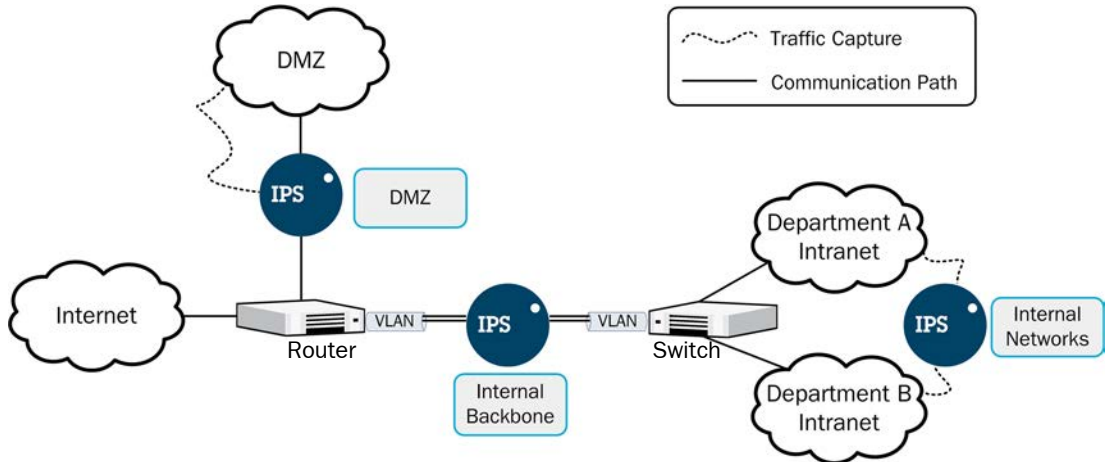 DMZ
Traffic Capture
Communication Path
IPS
DMZ
Department A
Intranet
Internet
VLAN
IPS
VLAN
IPS
Internal
Networks
Router
Switch
Internal
Backbone
Department B
Intranet